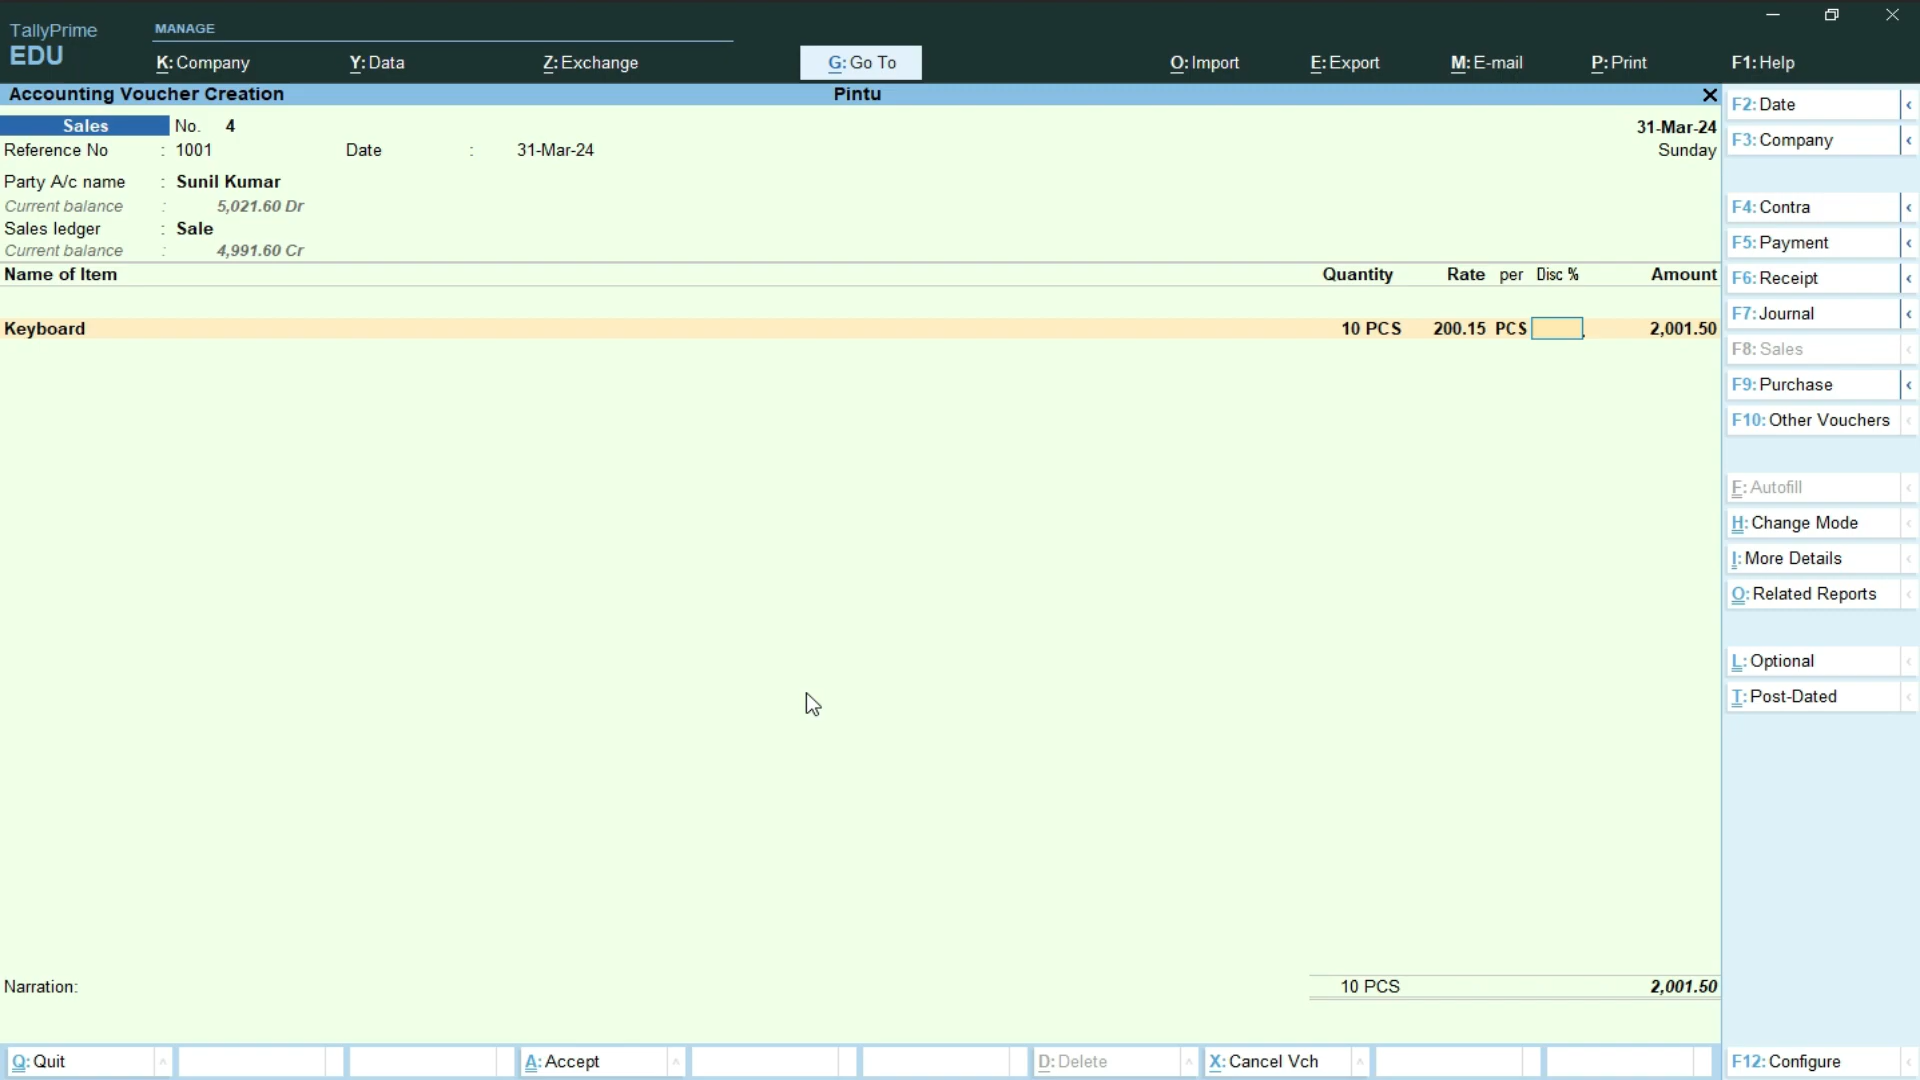 TallyPrime
EDU
MANAGE
K: Company
Y: Data
Z: Exchange
G: Go To
O: Import
E: Export
M: E-mail
P: Print
F1: Help
Accounting Voucher Creation
Pintu
Sales No. 4
31-Mar-24
Reference No : 1001 Date : 31-Mar-24
Sunday
Party A/c name : Sunil Kumar
Current balance : 5,021.60 Dr
Sales ledger : Sale
Current balance : 4,991.60 Cr
Name of Item Quantity Rate per Disc % Amount
Keyboard 10 PCS 200.15 PCS 2,001.50
Narration: 10 PCS 2,001.50
F2: Date
F3: Company
F4: Contra
F5: Payment
F6: Receipt
F7: Journal
F8: Sales
F9: Purchase
F10: Other Vouchers
F: Autofill
H: Change Mode
I: More Details
O: Related Reports
L: Optional
T: Post-Dated
Q: Quit
A: Accept
D: Delete
X: Cancel Vch
F12: Configure